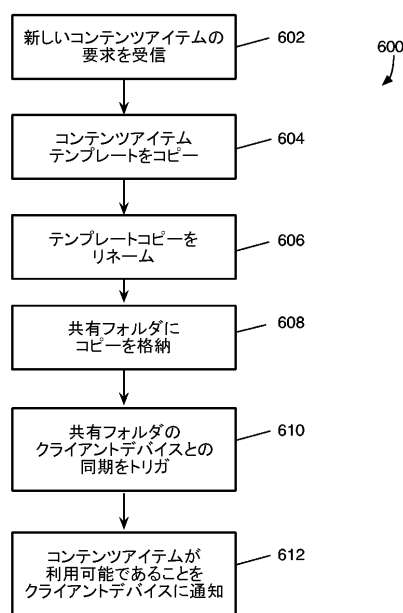 新しいコンテンツアイテムの
要求を受信
602
600
コンテンツアイテム
テンプレートをコピー
604
テンプレートコピーを
リネーム
606
共有フォルダに
コピーを格納
608
共有フォルダの
クライアントデバイスとの
同期をトリガ
610
コンテンツアイテムが
利用可能であることを
クライアントデバイスに通知
612